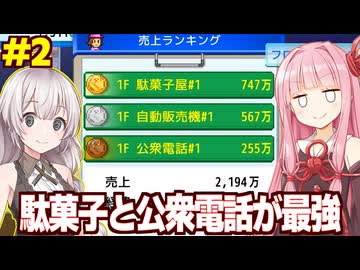 #2
売上ランキング
フロ
1F 駄菓子屋#1 747万
1F 自動販売機#1 567万
1F 公衆電話#1 255万
売上 2,194万
駄菓子と公衆電話が最強